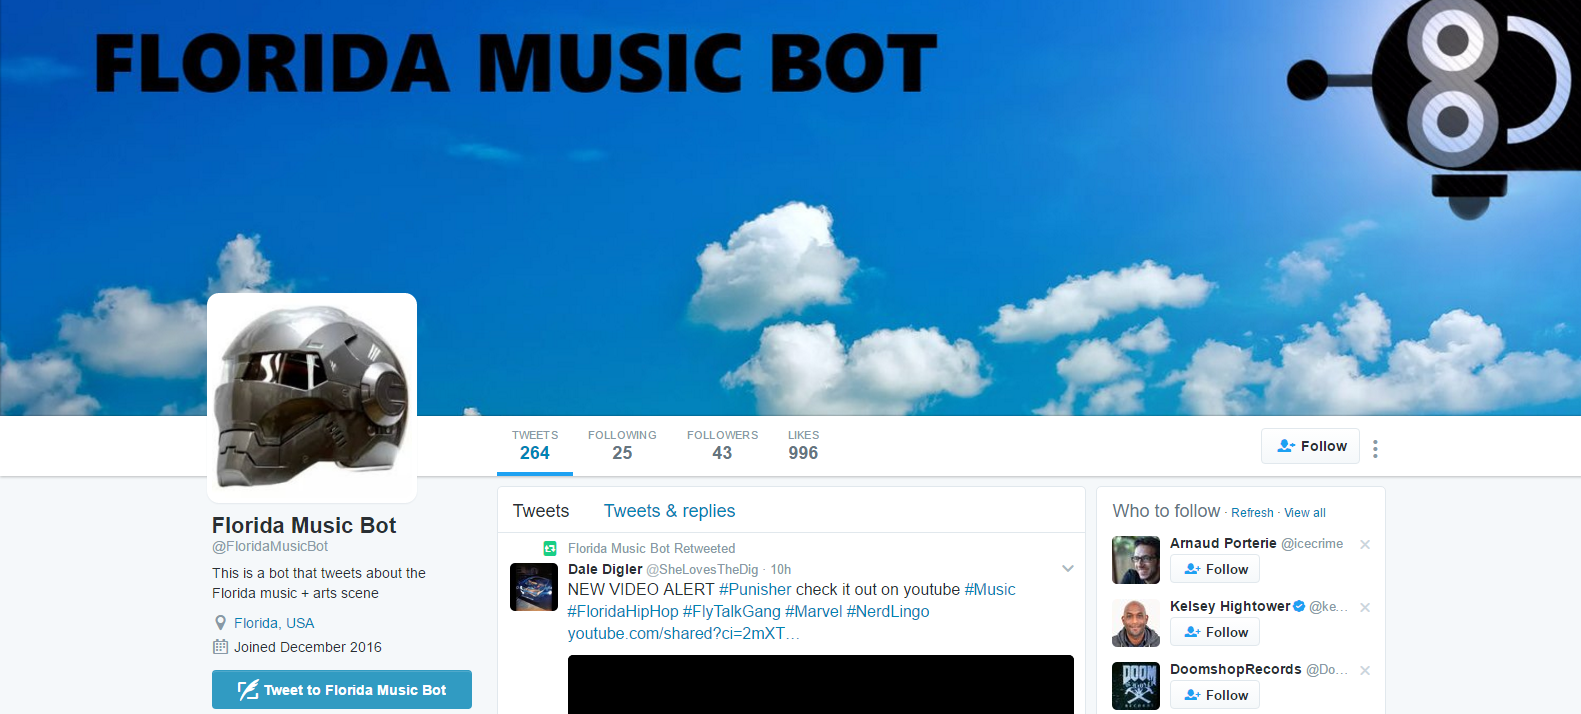 FLORIDA MUSIC BOT
TWEETS
264
FOLLOWING
25
FOLLOWERS
43
LIKES
996
Follow
Florida Music Bot
@FloridaMusicBot
This is a bot that tweets about the
Florida music + arts scene
Florida, USA
Joined December 2016
Tweet to Florida Music Bot
Tweets Tweets & replies
Florida Music Bot Retweeted
Dale Digler @SheLovesTheDig · 10h
NEW VIDEO ALERT #Punisher check it out on youtube #Music
#FloridaHipHop #FlyTalkGang #Marvel #NerdLingo
youtube.com/shared?ci=2mXT…
Who to follow · Refresh · View all
Arnaud Porterie @icecrime
Follow
Kelsey Hightower @ke...
Follow
DOOM
RECORDS
DoomshopRecords @Do...
Follow